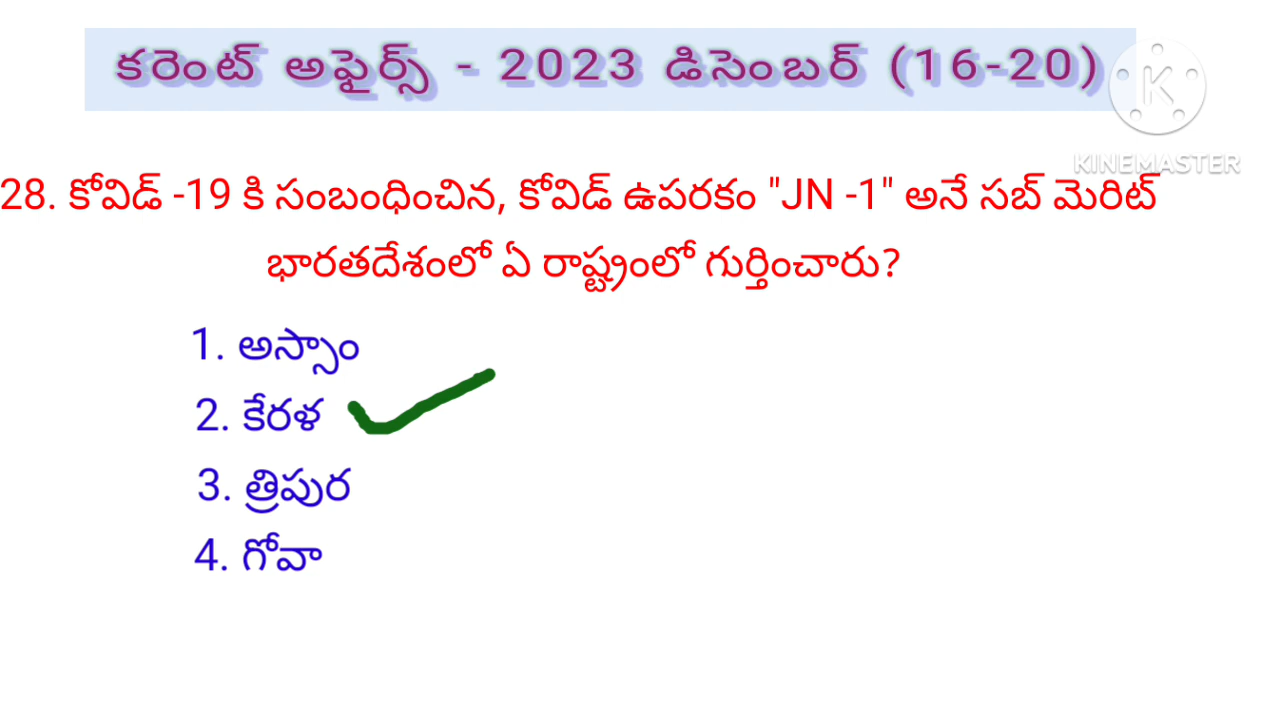 కరెంట్ అఫైర్స్ - 2023 డిసెంబర్ (16-20)
KINEMASTER
28. కోవిడ్ -19 కి సంబంధించిన, కోవిడ్ ఉపరకం "JN -1" అనే సబ్ మెరిట్
భారతదేశంలో ఏ రాష్ట్రంలో గుర్తించారు?
1. అస్సాం
2. కేరళ
3. త్రిపుర
4. గోవా